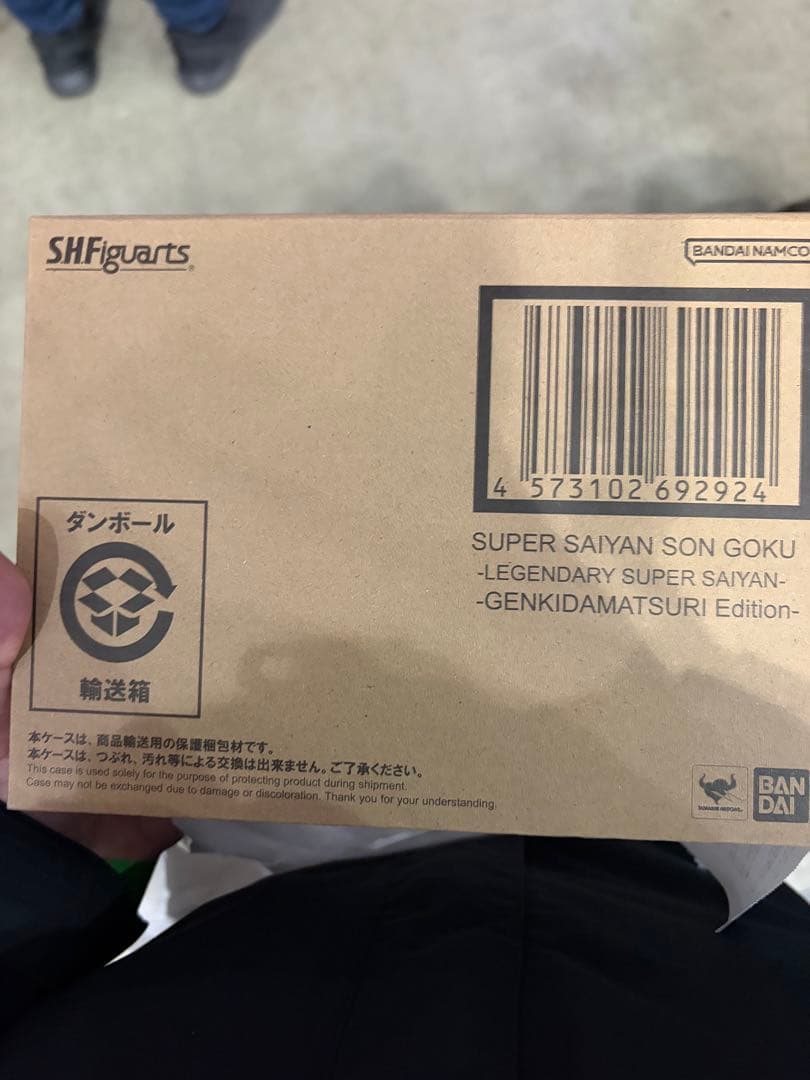 S.H.Figuarts
BANDAI NAMCO
4 573102 692924
SUPER SAIYAN SON GOKU
-LEGENDARY SUPER SAIYAN-
-GENKIDAMATSURI Edition-
ダンボール
輸送箱
本ケースは、商品輸送用の保護梱包材です。
本ケースは、つぶれ、汚れ等による交換は出来ません。ご了承ください。
This case is used solely for the purpose of protecting product during shipment.
Case may not be exchanged due to damage or discoloration. Thank you for your understanding.
TAMASHII NATIONS
BAN
DAI